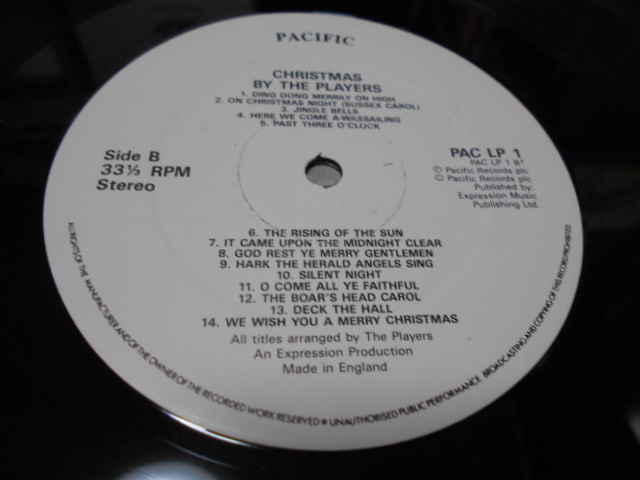 PACIFIC
CHRISTMAS
BY THE PLAYERS
1. DING DONG MERRILY ON HIGH
2. ON CHRISTMAS NIGHT (SUSSEX CAROL)
3. JINGLE BELLS
4. HERE WE COME A-WASSAILING
5. PAST THREE O'CLOCK
Side B
33⅓ RPM
Stereo
PAC LP 1
PAC LP 1 B*
Ⓟ Pacific Records plc
© Pacific Records plc
Published by:
Expression Music
Publishing Ltd.
6. THE RISING OF THE SUN
7. IT CAME UPON THE MIDNIGHT CLEAR
8. GOD REST YE MERRY GENTLEMEN
9. HARK THE HERALD ANGELS SING
10. SILENT NIGHT
11. O COME ALL YE FAITHFUL
12. THE BOAR'S HEAD CAROL
13. DECK THE HALL
14. WE WISH YOU A MERRY CHRISTMAS
All titles arranged by The Players
An Expression Production
Made in England
ALL RIGHTS OF THE MANUFACTURER AND OF THE OWNER OF THE RECORDED WORK RESERVED ● UNAUTHORISED PUBLIC PERFORMANCE BROADCASTING AND COPYING OF THIS RECORD PROHIBITED